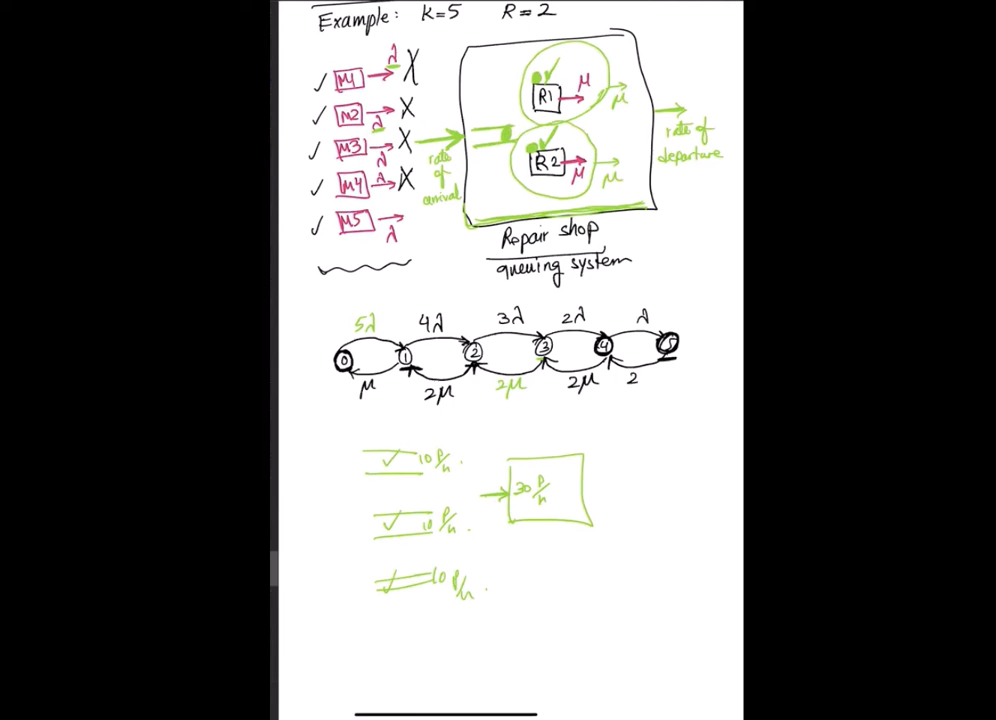 Example: K=5 R=2
M1 λ X
M2 λ X
M3 λ X
M4 λ X
M5 λ
rate of arrival
R1 μ μ
R2 μ μ
rate of departure
Repair shop
queuing system
5λ 4λ 3λ 2λ λ
0 1 2 3 4 5
μ 2μ 2μ 2μ 2
10 P/h.
30 P/h
10 P/h.
10 P/h.